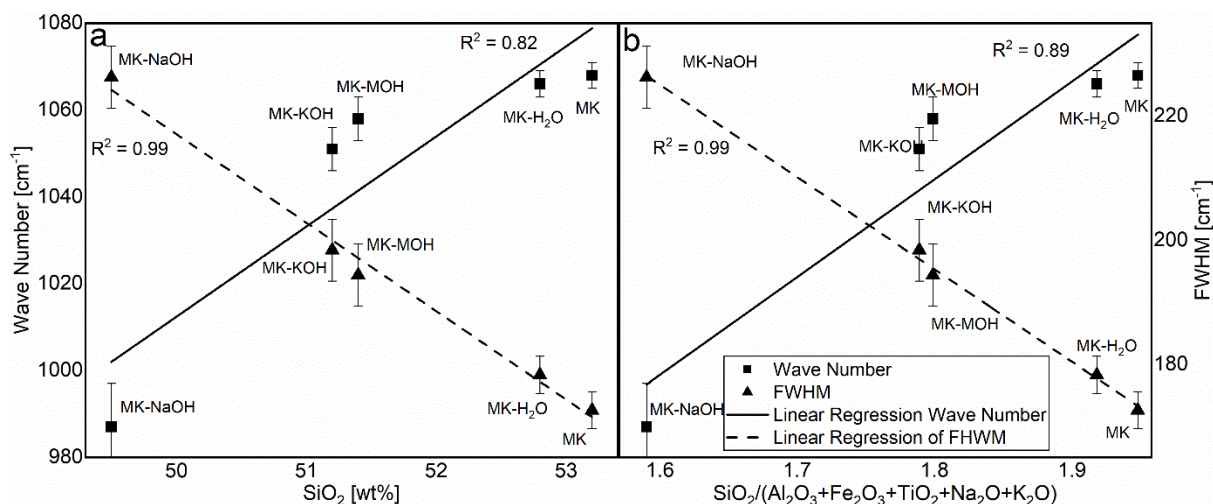 a
b
1080
1060
1040
1020
1000
980
Wave Number [cm⁻¹]
MK-NaOH
R² = 0.82
MK-MOH
MK-KOH
MK-H₂O
MK
R² = 0.99
MK-KOH
MK-MOH
MK-NaOH
MK-H₂O
MK
50
51
52
53
SiO₂ [wt%]
MK-NaOH
R² = 0.89
MK-MOH
MK-KOH
MK-H₂O
MK
R² = 0.99
MK-KOH
MK-MOH
MK-H₂O
MK-NaOH
MK
Wave Number
FWHM
Linear Regression Wave Number
Linear Regression of FHWM
1.6
1.7
1.8
1.9
SiO₂/(Al₂O₃+Fe₂O₃+TiO₂+Na₂O+K₂O)
220
200
180
FWHM [cm⁻¹]